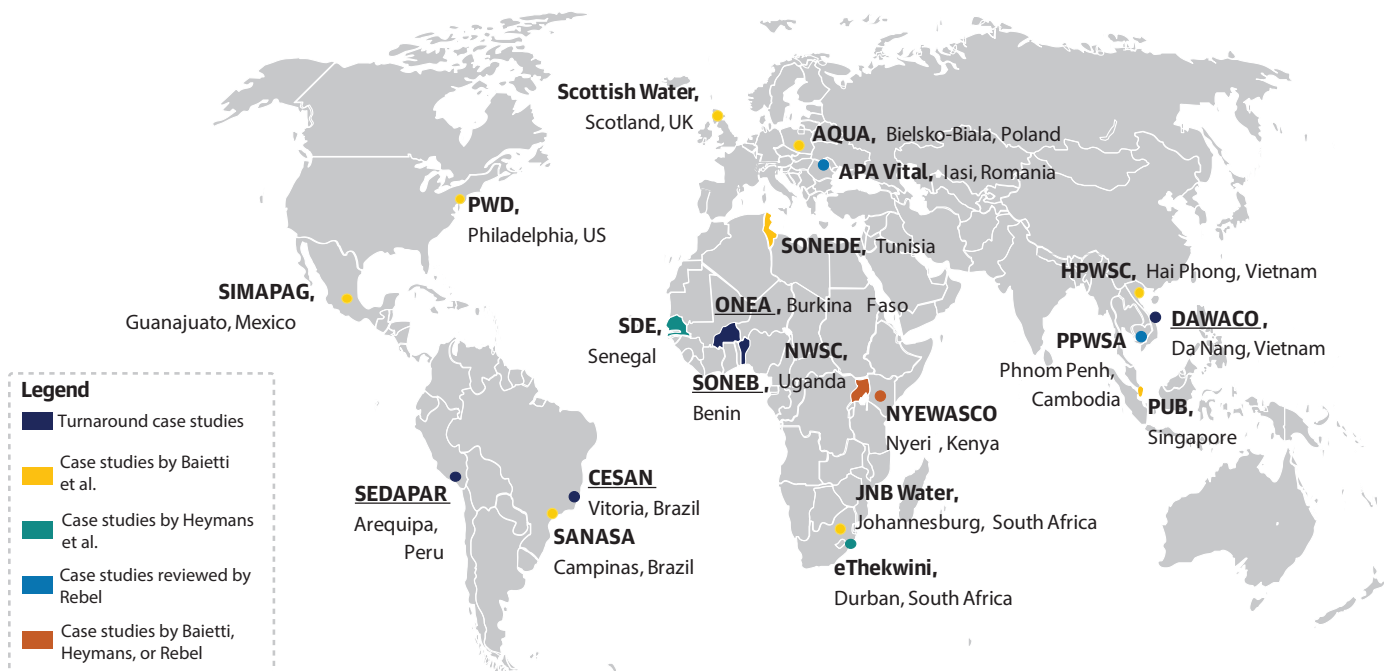 Scottish Water,
Scotland, UK
AQUA, Bielsko-Biala, Poland
APA Vital, Iasi, Romania
PWD,
Philadelphia, US
SONEDE, Tunisia
HPWSC, Hai Phong, Vietnam
SIMAPAG,
Guanajuato, Mexico
ONEA , Burkina Faso
SDE,
Senegal
DAWACO ,
Da Nang, Vietnam
PPWSA
Phnom Penh,
Cambodia
NWSC,
Uganda
SONEB ,
Benin
PUB,
Singapore
NYEWASCO
Nyeri , Kenya
Legend
Turnaround case studies
Case studies by Baietti
et al.
Case studies by Heymans
et al.
Case studies reviewed by
Rebel
Case studies by Baietti,
Heymans, or Rebel
SEDAPAR
Arequipa,
Peru
CESAN
Vitoria, Brazil
SANASA
Campinas, Brazil
JNB Water,
Johannesburg, South Africa
eThekwini,
Durban, South Africa